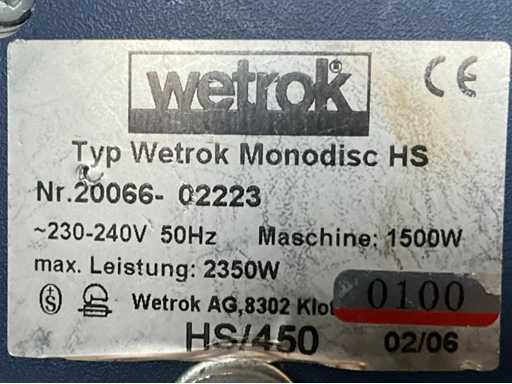 wetrok®
CE
Typ Wetrok Monodisc HS
Nr.20066- 02223
~230-240V 50Hz Maschine: 1500W
max. Leistung: 2350W
S Wetrok AG,8302 Klot
0100
HS/450 02/06